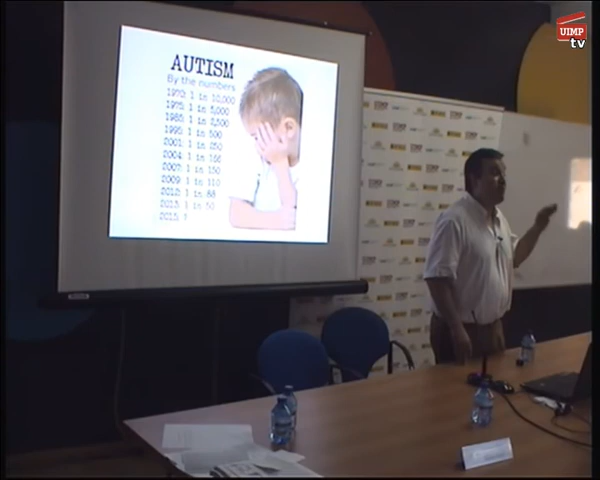 AUTISM
By the numbers
1970: 1 in 10,000
1975: 1 in 5,000
1985: 1 in 2,500
1995: 1 in 500
2001: 1 in 250
2004: 1 in 166
2007: 1 in 150
2009: 1 in 110
2012: 1 in 88
2013: 1 in 50
2015: ?
UIMP
tv